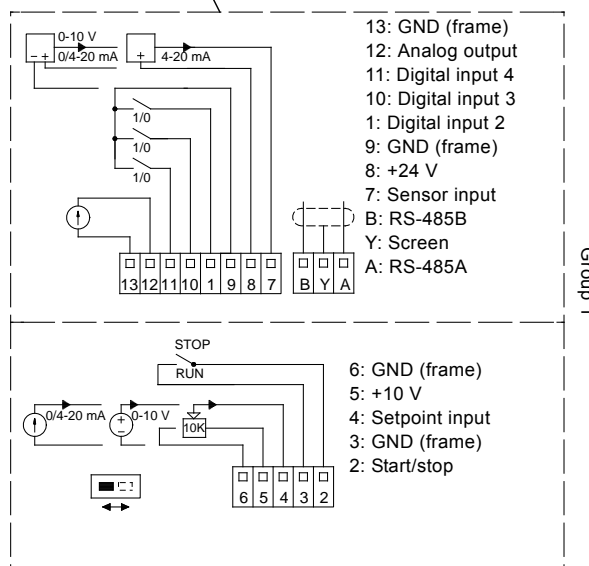 0-10 V
- +
0/4-20 mA
+
4-20 mA
1/0
1/0
1/0
13 12 11 10 1 9 8 7
B Y A
13: GND (frame)
12: Analog output
11: Digital input 4
10: Digital input 3
1: Digital input 2
9: GND (frame)
8: +24 V
7: Sensor input
B: RS-485B
Y: Screen
A: RS-485A
Group 1
STOP
RUN
0/4-20 mA
+
-
0-10 V
10K
6 5 4 3 2
6: GND (frame)
5: +10 V
4: Setpoint input
3: GND (frame)
2: Start/stop